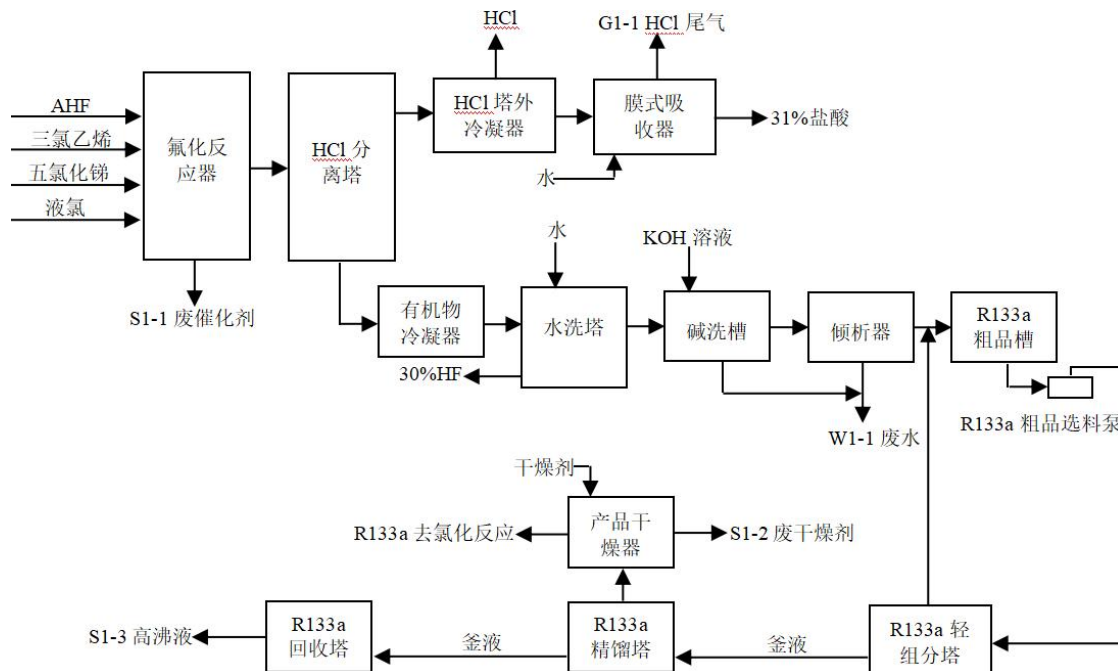 HCl
G1-1 HCl 尾气
AHF
三氯乙烯
五氯化锑
液氯
氟化反
应器
HCl 分
离塔
HCl 塔外
冷凝器
膜式吸
收器
31%盐酸
水
水
KOH 溶液
S1-1 废催化剂
有机物
冷凝器
水洗塔
碱洗槽
倾析器
R133a
粗品槽
30%HF
W1-1 废水
R133a 粗品选料泵
干燥剂
R133a 去氯化反应
产品干
燥器
S1-2 废干燥剂
S1-3 高沸液
R133a
回收塔
釜液
R133a
精馏塔
釜液
R133a 轻
组分塔